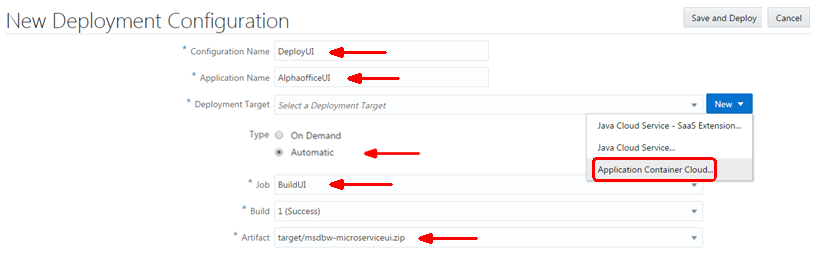 New Deployment Configuration
Save and Deploy
Cancel
* Configuration Name DeployUI
* Application Name AlphaofficeUI
* Deployment Target Select a Deployment Target New
Java Cloud Service - SaaS Extension...
Java Cloud Service...
Application Container Cloud...
Type On Demand
Automatic
* Job BuildUI
* Build 1 (Success)
* Artifact target/msdbw-microserviceui.zip